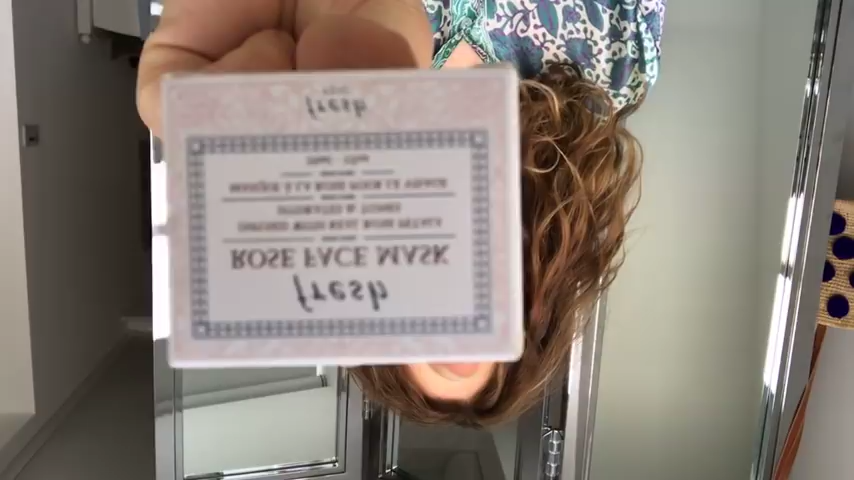 fresh
ROSE FACE MASK
INFUSED WITH REAL ROSE PETALS
HYDRATES & TONES
MASQUE À LA ROSE POUR LE VISAGE
fresh